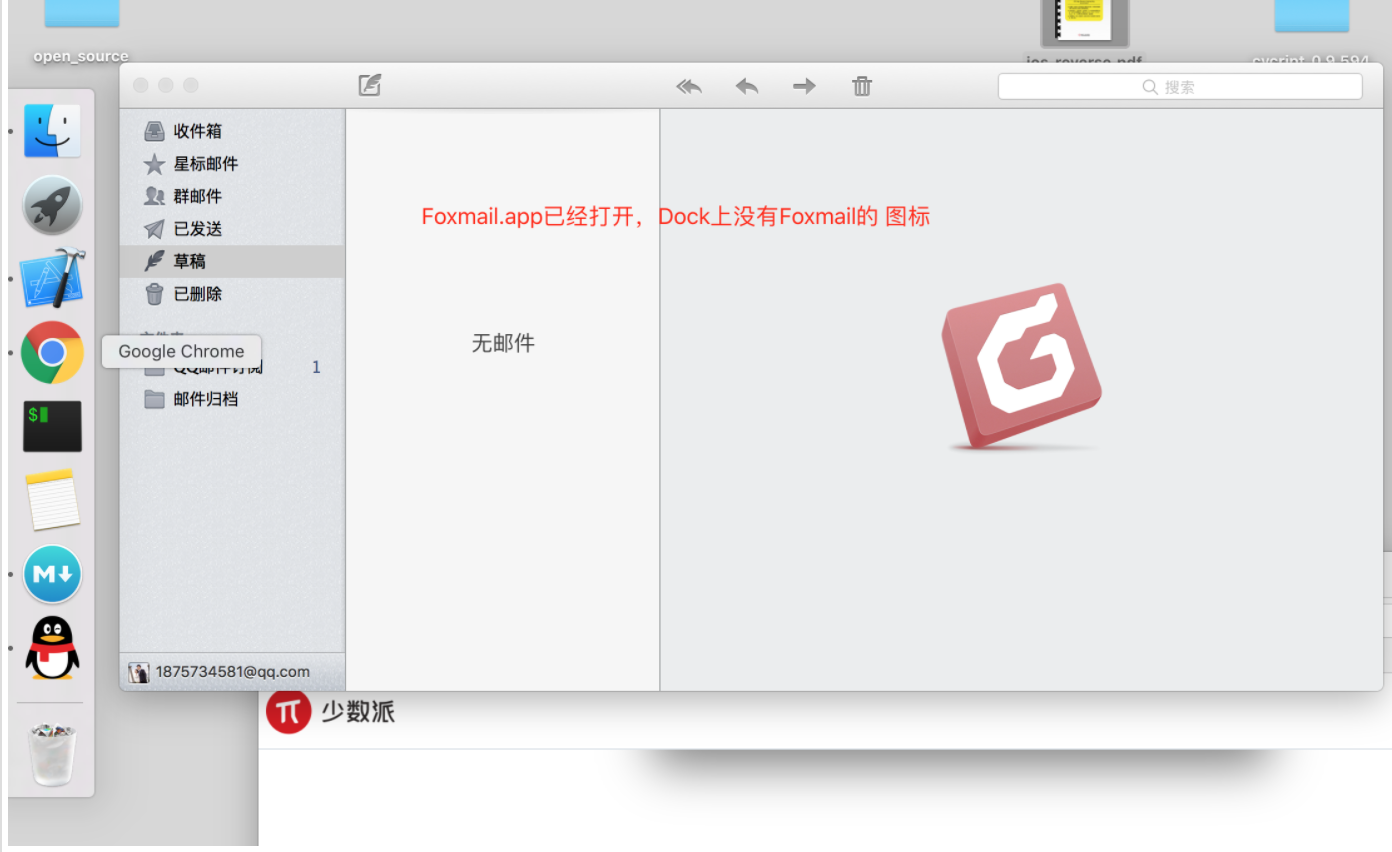 open_source
ios_reverse.pdf
cycript_0.9.594
搜索
收件箱
星标邮件
群邮件
已发送
草稿
已删除
Foxmail.app已经打开，Dock上没有Foxmail的 图标
无邮件
Google Chrome
QQ邮件订阅 1
邮件归档
$
M
1875734581@qq.com
少数派